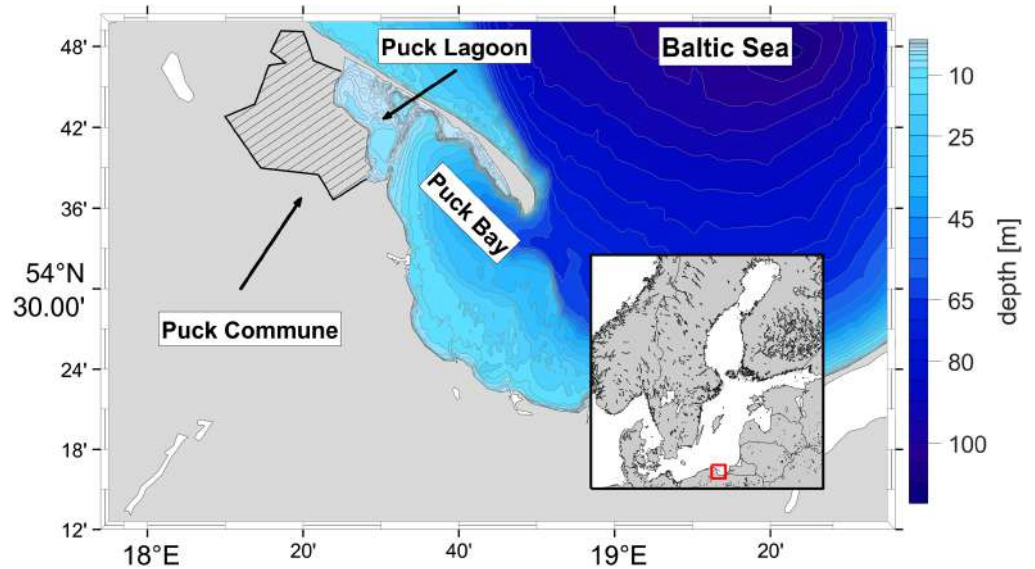 48'
42'
36'
54°N
30.00'
24'
18'
12'
18°E
20'
40'
19°E
20'
Puck Lagoon
Baltic Sea
Puck Bay
Puck Commune
10
25
45
65
80
100
depth [m]